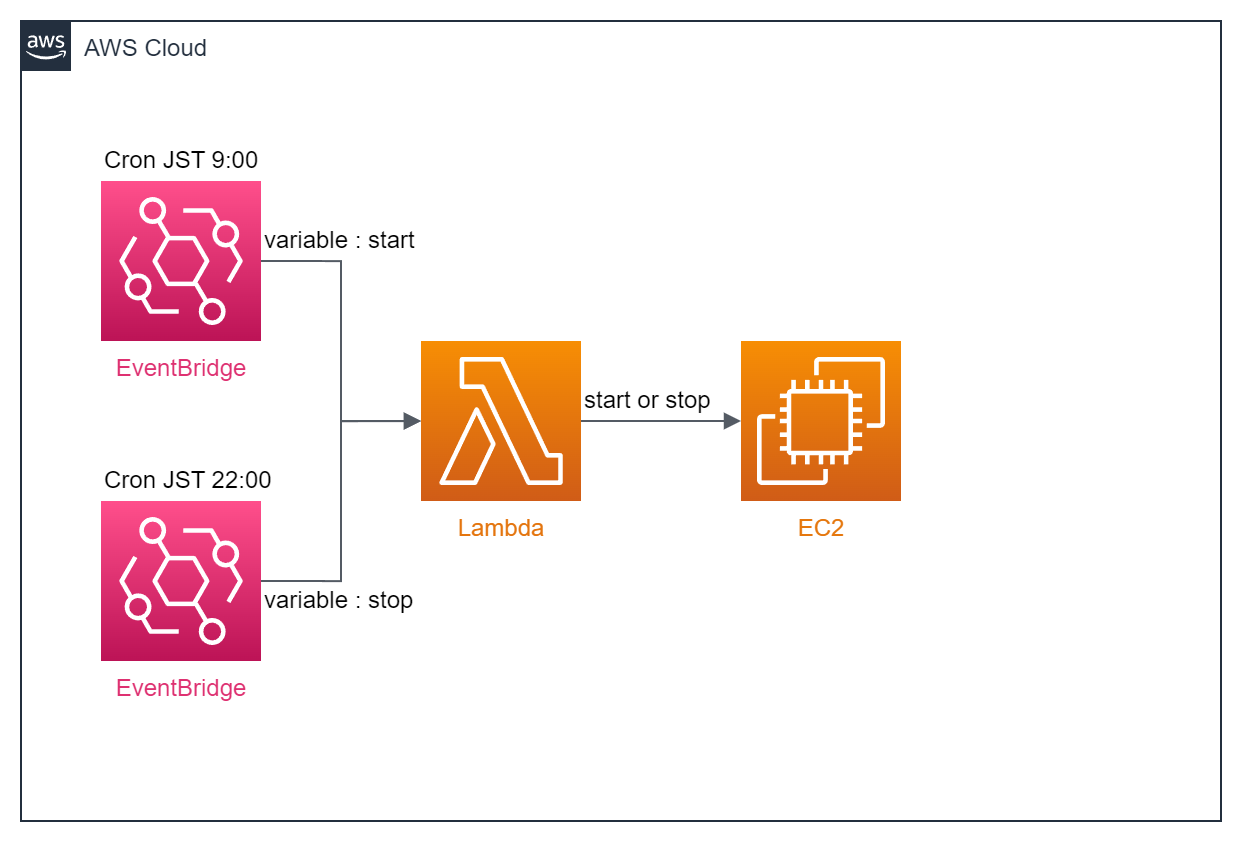 aws
AWS Cloud
Cron JST 9:00
variable : start
EventBridge
start or stop
Lambda
EC2
Cron JST 22:00
variable : stop
EventBridge